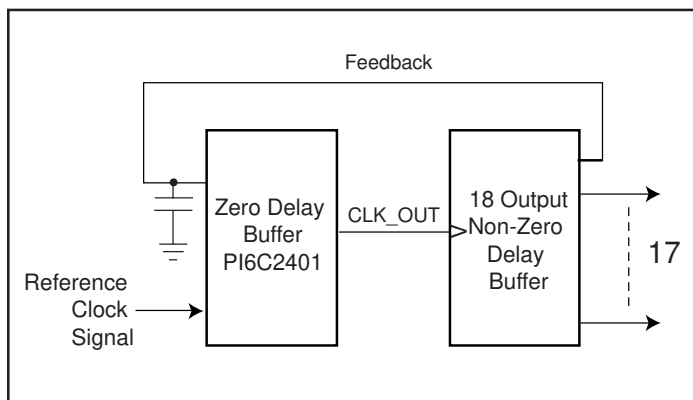 Feedback
Zero Delay
Buffer
PI6C2401
CLK_OUT
18 Output
Non-Zero
Delay
Buffer
17
Reference
Clock
Signal